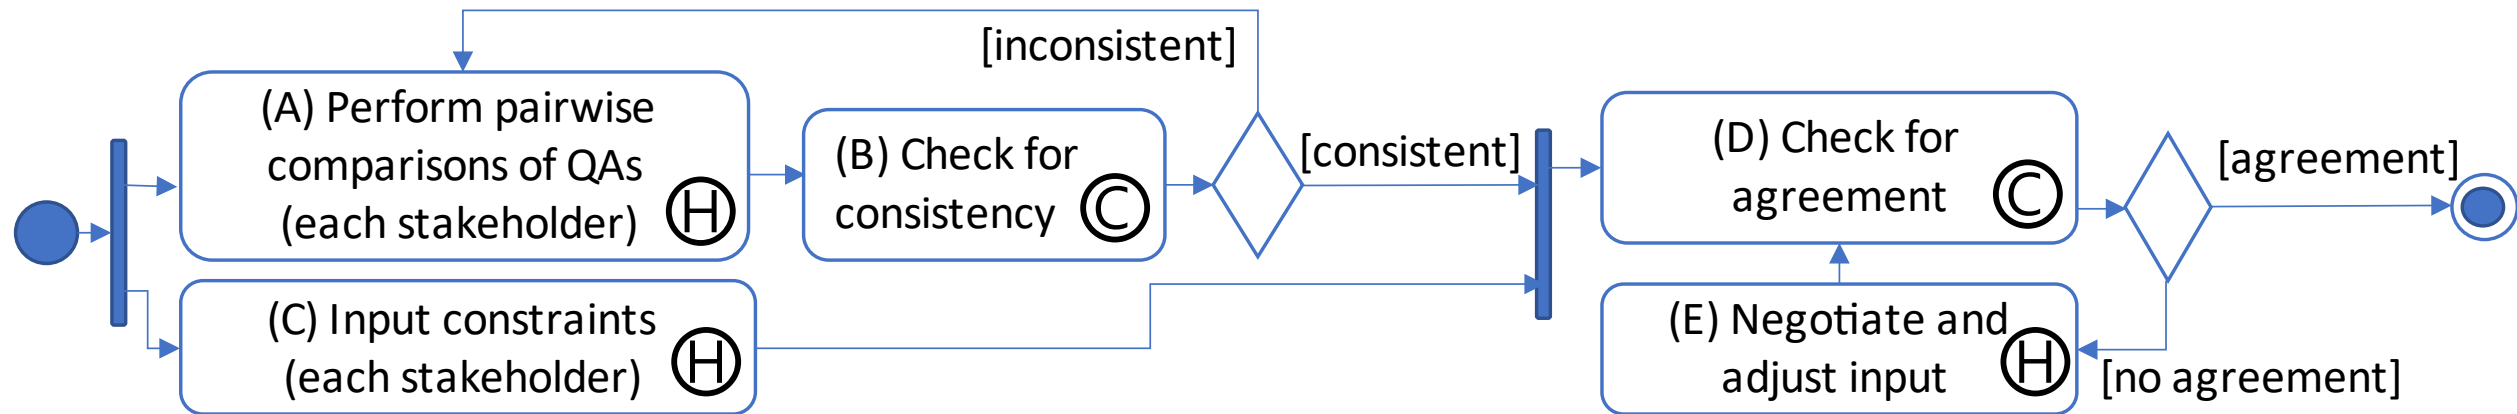 (A) Perform pairwise
comparisons of QAs
(each stakeholder)
H
(B) Check for
consistency
C
[inconsistent]
[consistent]
(C) Input constraints
(each stakeholder)
H
(D) Check for
agreement
C
[agreement]
(E) Negotiate and
adjust input
H
[no agreement]